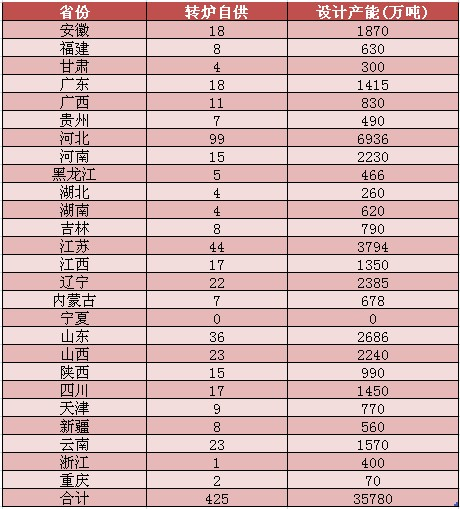 省份 转炉自供 设计产能(万吨)
安徽 18 1870
福建 8 630
甘肃 4 300
广东 18 1415
广西 11 830
贵州 7 490
河北 99 6936
河南 15 2230
黑龙江 5 466
湖北 4 260
湖南 4 620
吉林 8 790
江苏 44 3794
江西 17 1350
辽宁 22 2385
内蒙古 7 678
宁夏 0 0
山东 36 2686
山西 23 2240
陕西 15 990
四川 17 1450
天津 9 770
新疆 8 560
云南 23 1570
浙江 1 400
重庆 2 70
合计 425 35780